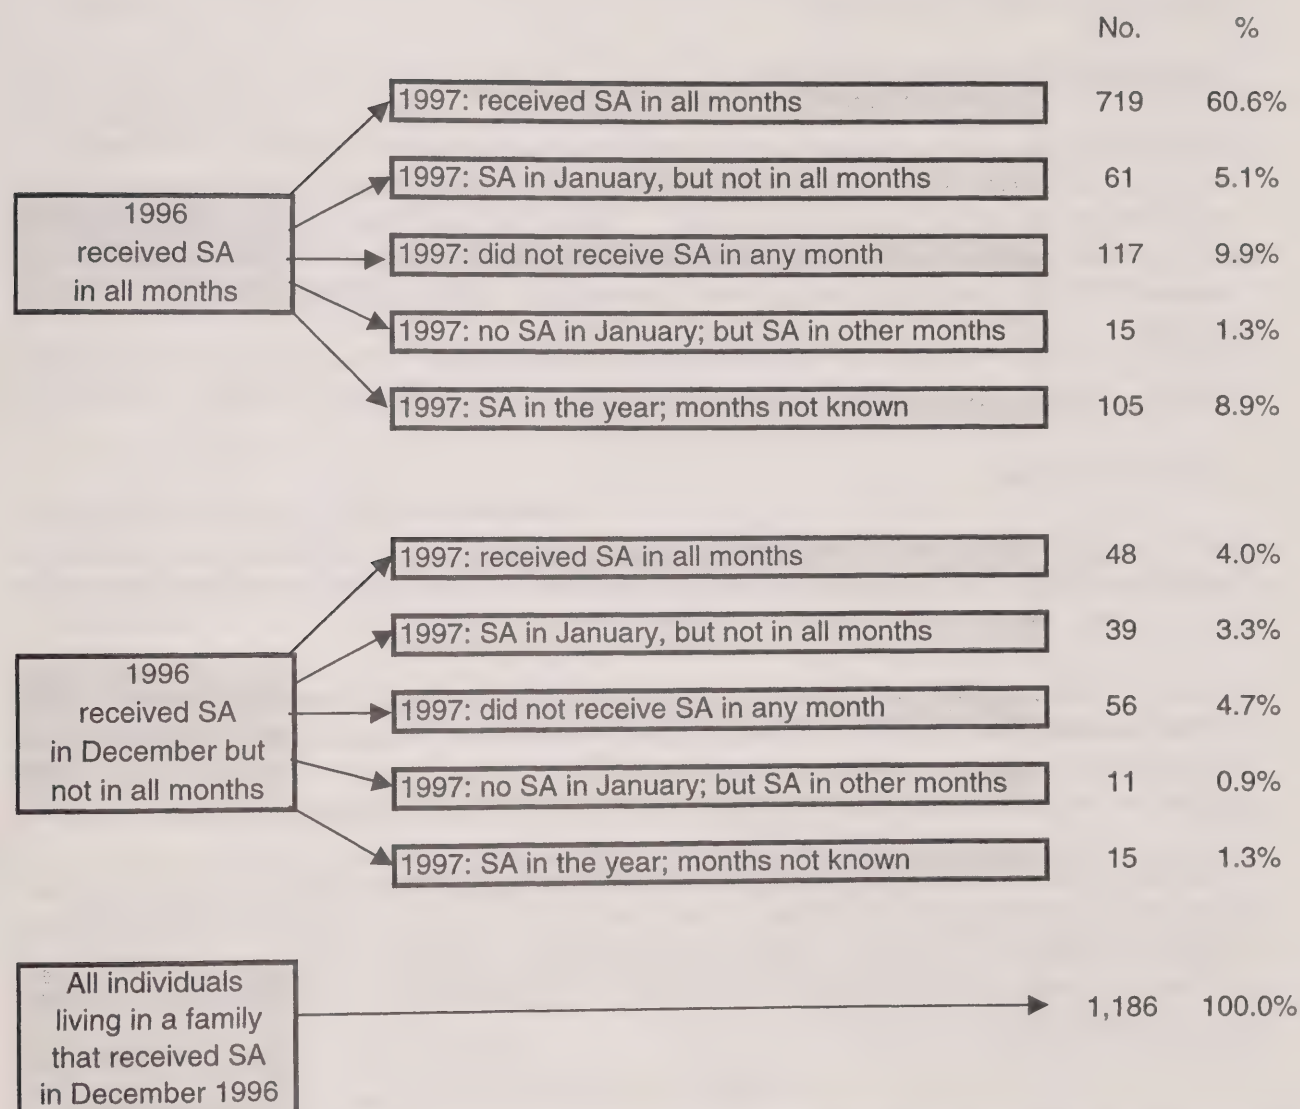 No. %
1997: received SA in all months 719 60.6%
1997: SA in January, but not in all months 61 5.1%
1996
received SA
in all months
1997: did not receive SA in any month 117 9.9%
1997: no SA in January; but SA in other months 15 1.3%
1997: SA in the year; months not known 105 8.9%
1997: received SA in all months 48 4.0%
1997: SA in January, but not in all months 39 3.3%
1996
received SA
in December but
not in all months
1997: did not receive SA in any month 56 4.7%
1997: no SA in January; but SA in other months 11 0.9%
1997: SA in the year; months not known 15 1.3%
All individuals
living in a family
that received SA
in December 1996
1,186 100.0%